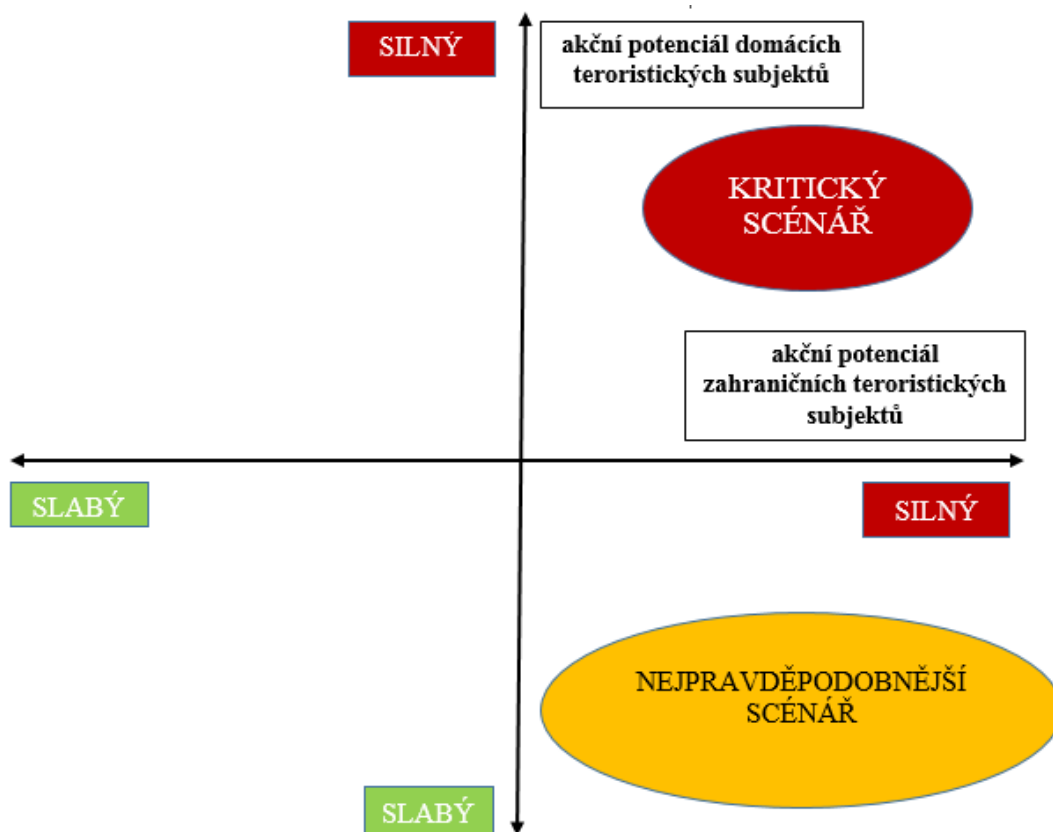 SILNÝ
akční potenciál domácích
teroristických subjektů
KRITICKÝ
SCÉNÁŘ
akční potenciál
zahraničních teroristických
subjektů
SLABÝ
SILNÝ
NEJPRAVDĚPODOBNĚJŠÍ
SCÉNÁŘ
SLABÝ